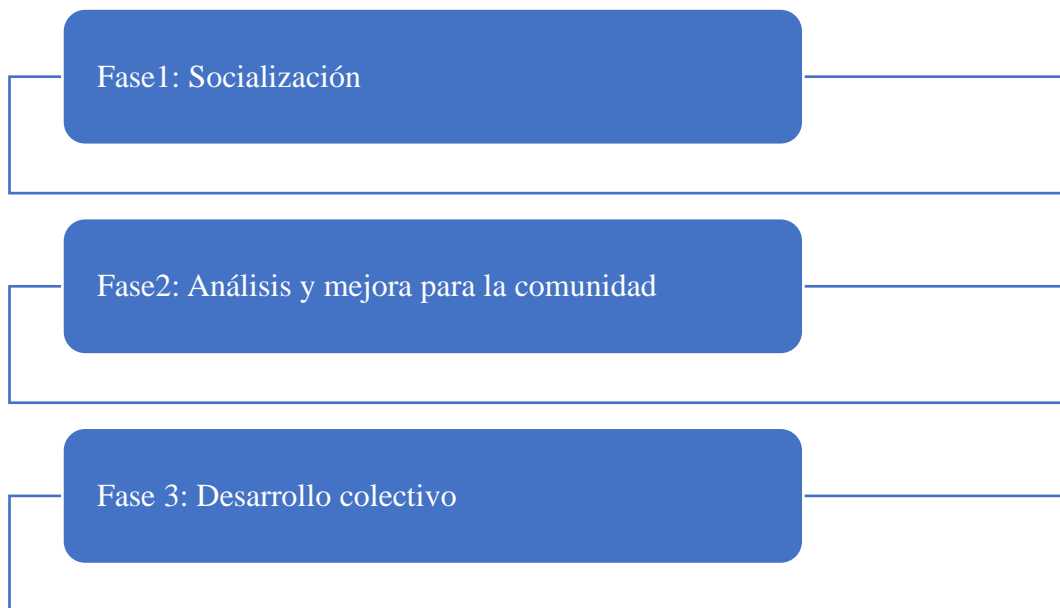 Fase1: Socialización
Fase2: Análisis y mejora para la comunidad
Fase 3: Desarrollo colectivo